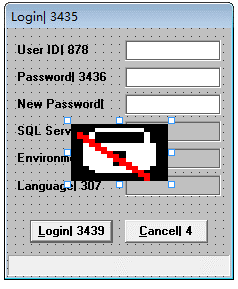 Login| 3435
User ID| 878
Password| 3436
New Password|
SQL Serv
Environm
Language| 307
Login| 3439
Cancel| 4